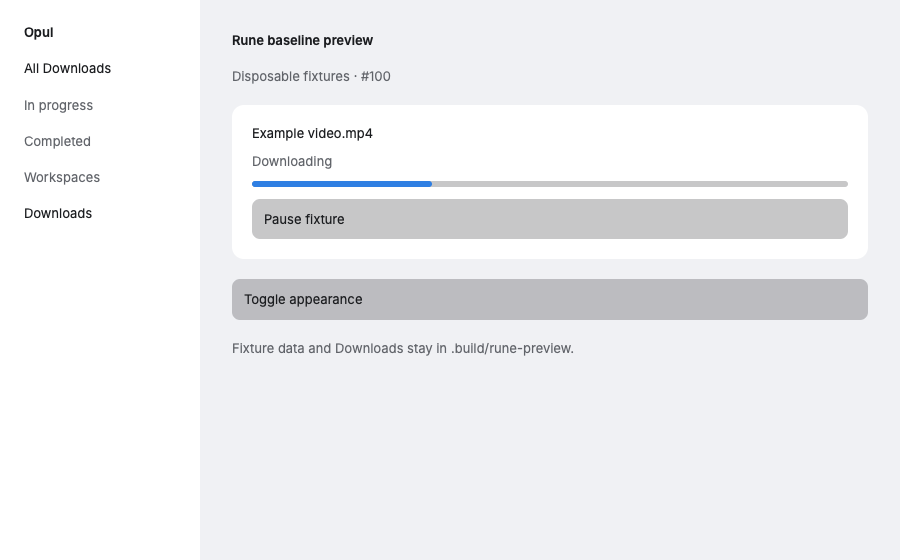 Opul
All Downloads
In progress
Completed
Workspaces
Downloads
Rune baseline preview
Disposable fixtures · #100
Example video.mp4
Downloading
Pause fixture
Toggle appearance
Fixture data and Downloads stay in .build/rune-preview.